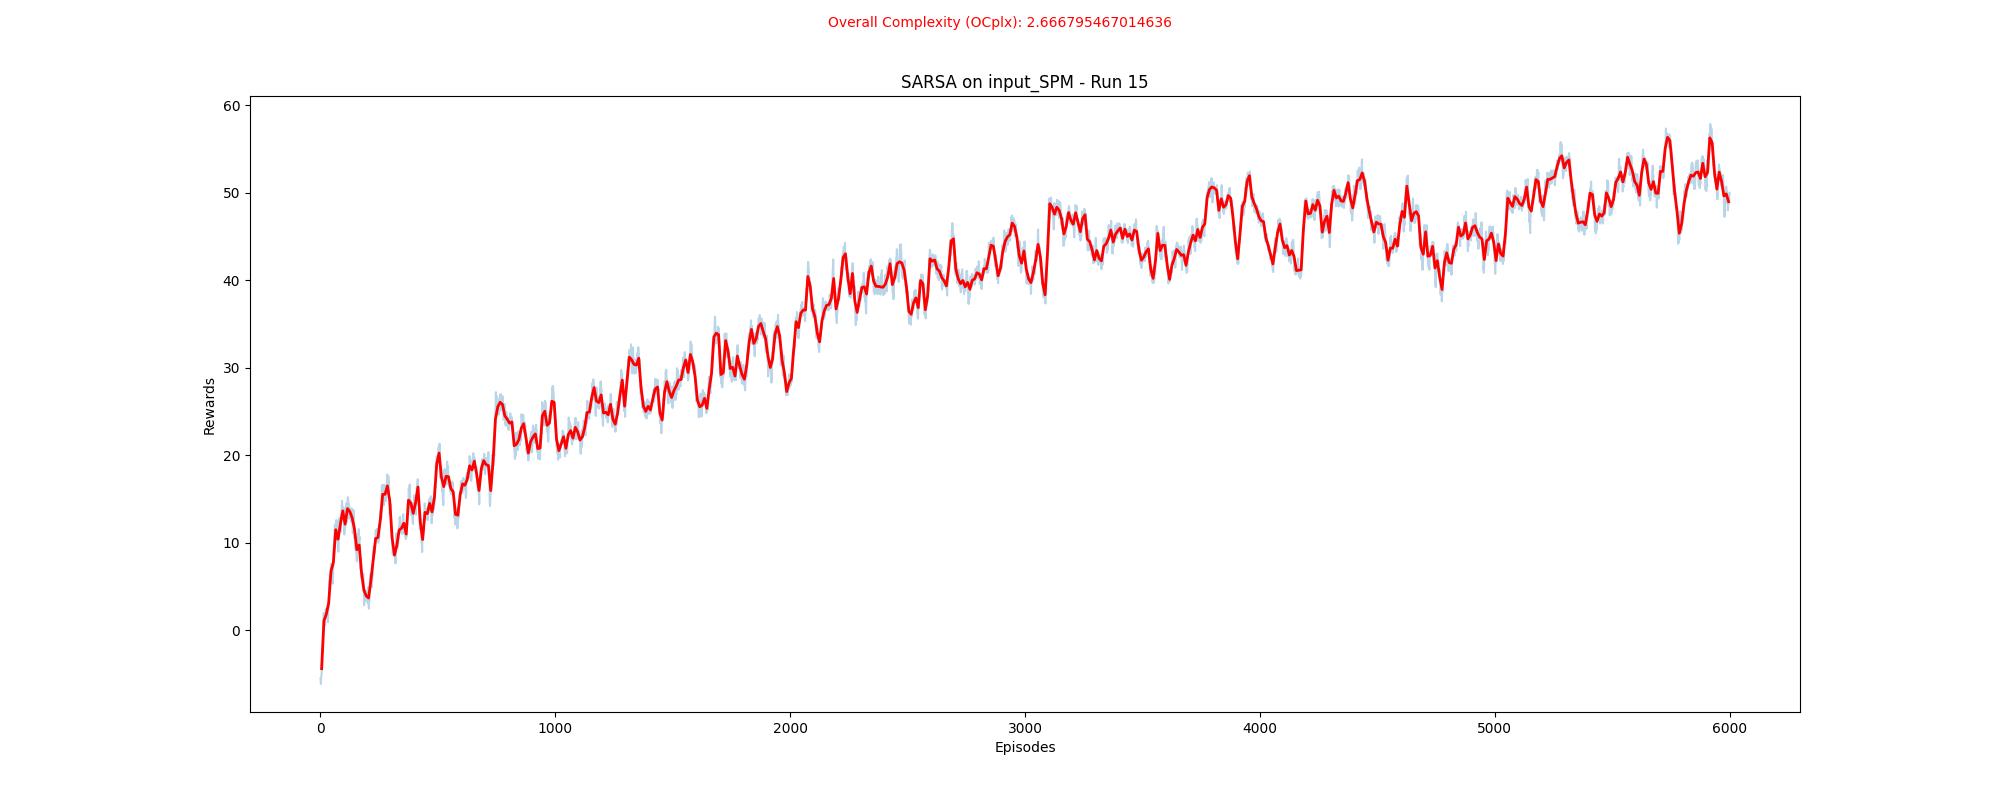 Overall Complexity (OCplx): 2.666795467014636
SARSA on input_SPM - Run 15
60
50
40
30
20
10
0
Rewards
0 1000 2000 3000 4000 5000 6000
Episodes